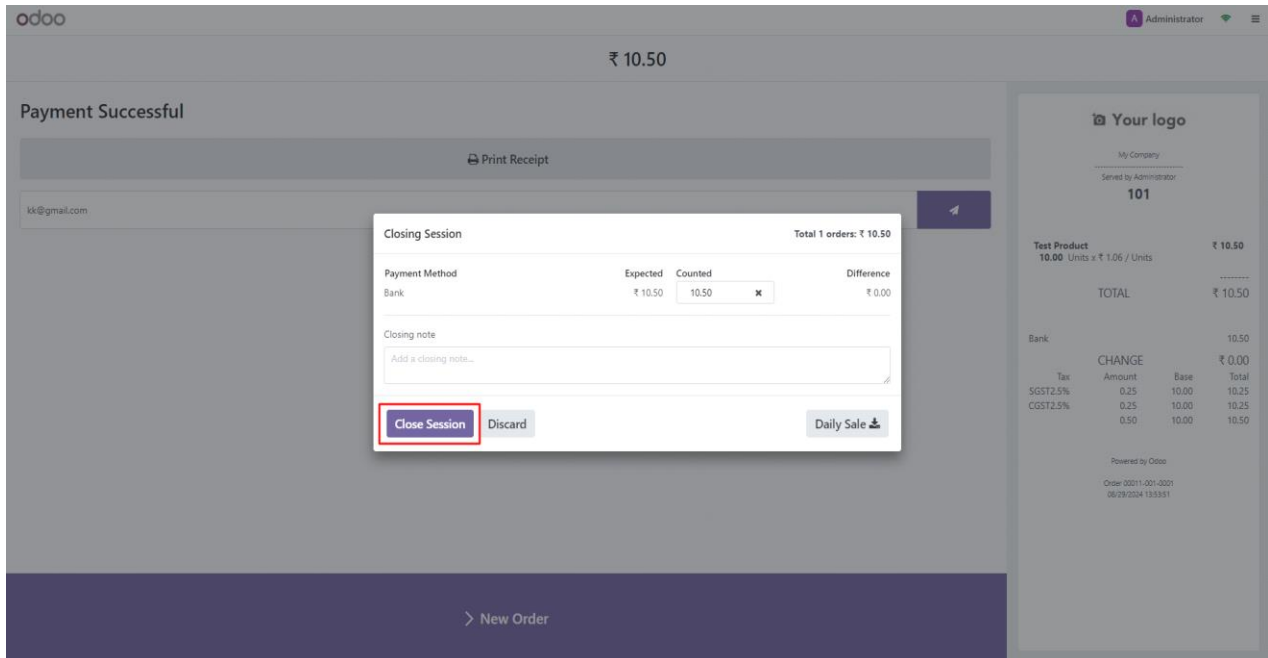 odoo
A Administrator
₹ 10.50
Payment Successful
Print Receipt
kk@gmail.com
Closing Session Total 1 orders: ₹ 10.50
Payment Method Expected Counted Difference
Bank ₹ 10.50 10.50 ₹ 0.00
Closing note
Add a closing note...
Close Session Discard Daily Sale
New Order
Your logo
My Company
Served by Administrator
101
Test Product ₹ 10.50
10.00 Units x ₹ 1.06 / Units
--------
TOTAL ₹ 10.50
Bank 10.50
CHANGE ₹ 0.00
Tax Amount Base Total
SGST2.5% 0.25 10.00 10.25
CGST2.5% 0.25 10.00 10.25
0.50 10.00 10.50
Powered by Odoo
Order 00011-001-0001
08/29/2024 13:53:51